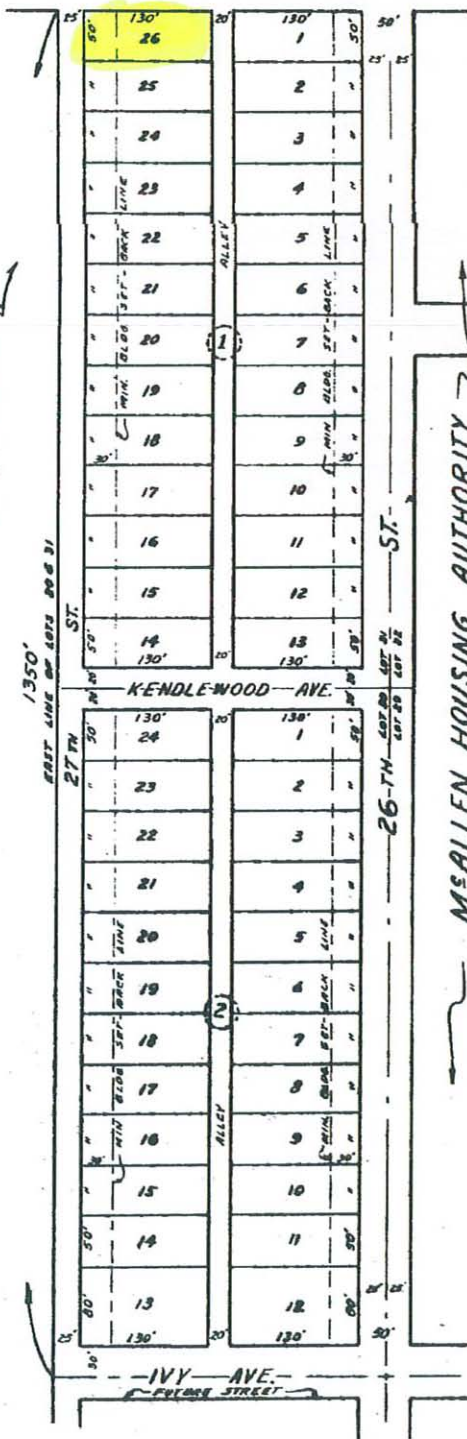 25' 130' 20' 130' 50'
50' 26 1 50'
25' 25'
" 25 2 "
" 24 3 "
" 23 4 "
" 22 5 "
" 21 6 "
" 20 7 "
" 19 8 "
" 18 9 "
30' 30'
" 17 10 "
" 16 11 "
" 15 12 "
50' 14 13 50'
130' 20' 130'
MIN. BLDG. SET-BACK LINE
ALLEY
1
MIN BLDG SET-BACK LINE
1350'
EAST LINE OF LOTS 20 & 21
27TH ST.
26-TH ST.
LOT 20 LOT 21
LOT 29 LOT 22
McALLEN HOUSING AUTHORITY
20' 20' 20' 20'
KENDLEWOOD AVE.
130' 20' 130'
50' 24 1 50'
" 23 2 "
" 22 3 "
" 21 4 "
" 20 5 "
" 19 6 "
" 18 7 "
" 17 8 "
" 16 9 "
30' 30'
" 15 10 "
50' 14 11 50'
80' 13 12 80'
MIN BLDG SET-BACK LINE
2
ALLEY
MIN BLDG SET-BACK LINE
25' 25'
25' 130' 20' 130' 50'
50'
IVY AVE.
FUTURE STREET